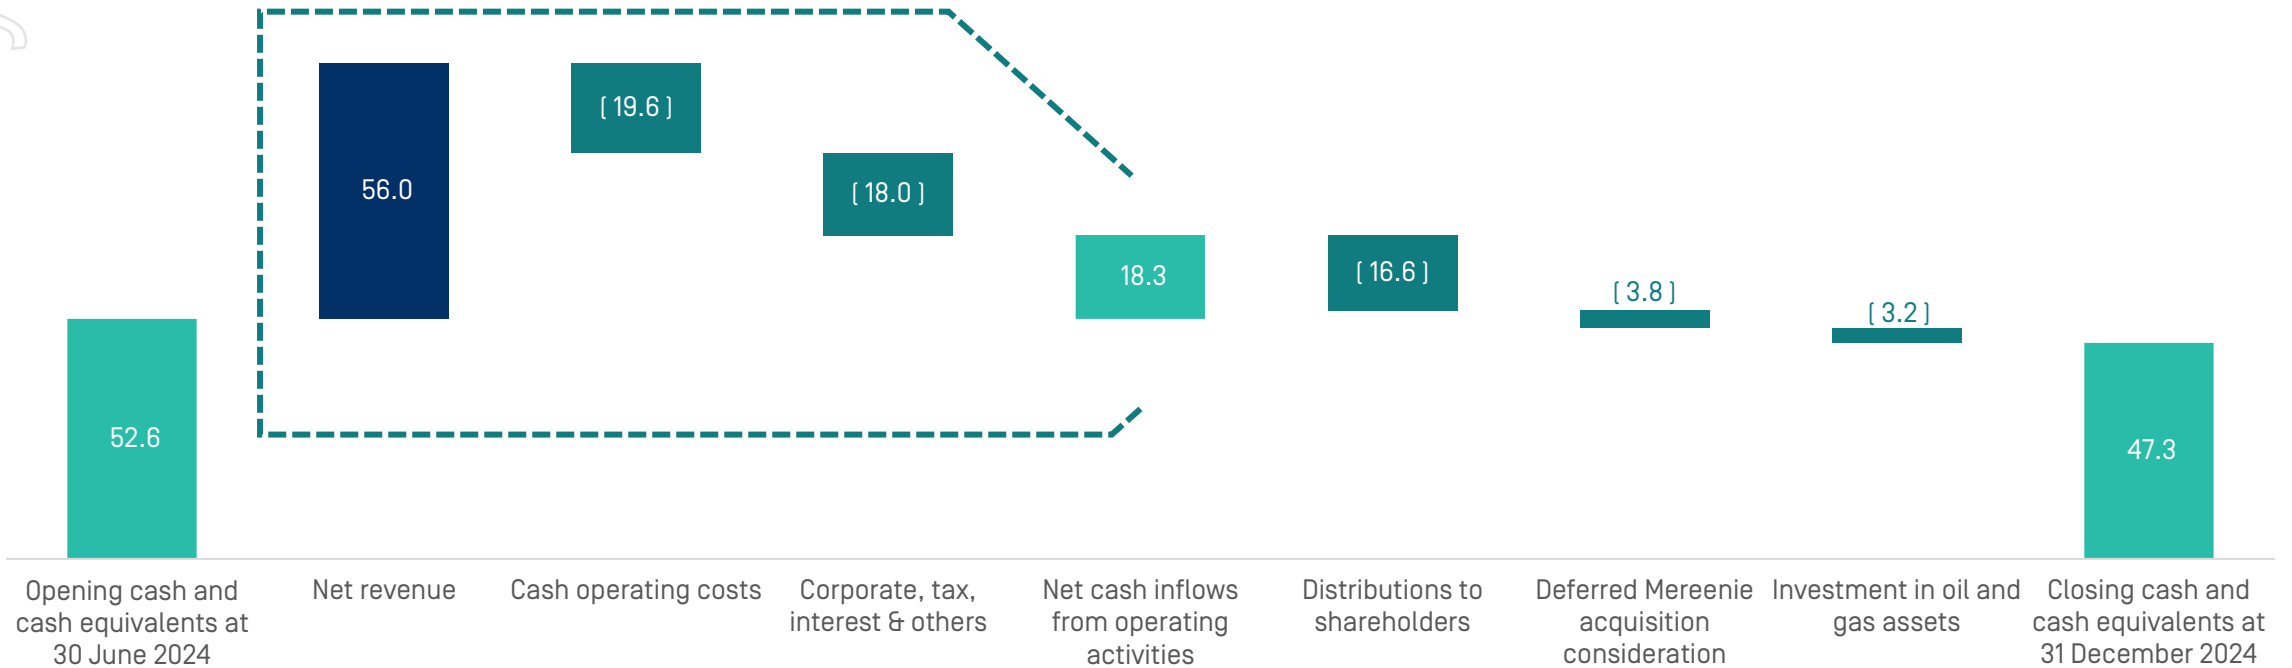 56.0
( 19.6 )
( 18.0 )
18.3
( 16.6 )
( 3.8 )
( 3.2 )
52.6
47.3
Opening cash and
cash equivalents at
30 June 2024
Net revenue
Cash operating costs
Corporate, tax,
interest & others
Net cash inflows
from operating
activities
Distributions to
shareholders
Deferred Mereenie
acquisition
consideration
Investment in oil and
gas assets
Closing cash and
cash equivalents at
31 December 2024